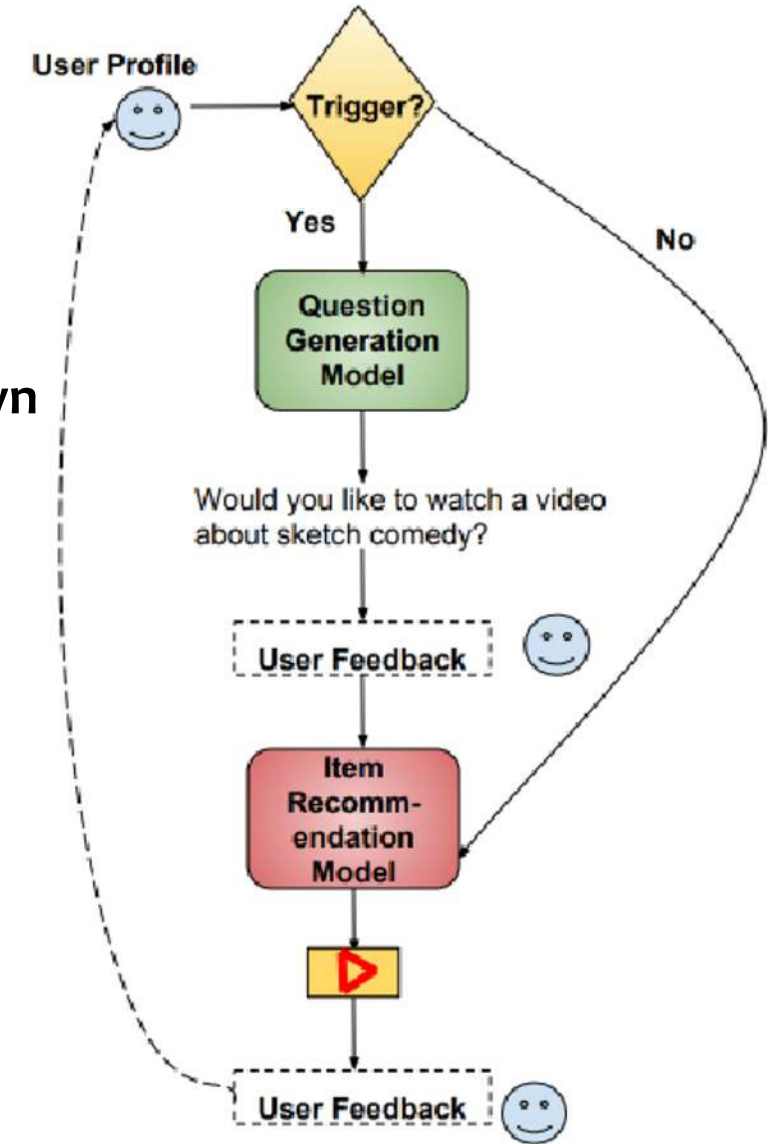 User Profile
Trigger?
Yes
No
Question
Generation
Model
Would you like to watch a video
about sketch comedy?
User Feedback
Item
Recomm-
endation
Model
User Feedback